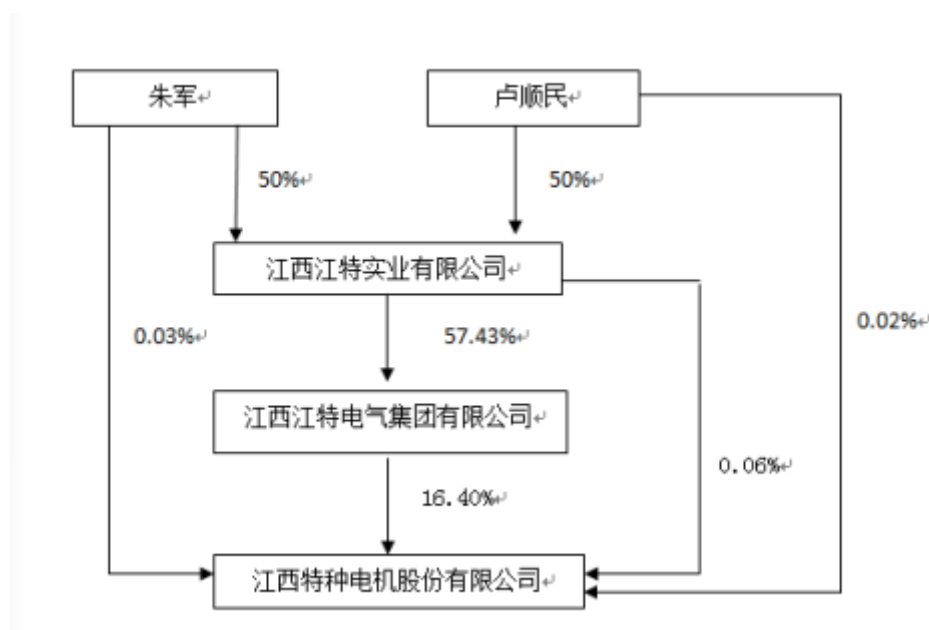 朱军
卢顺民
50%
50%
江西江特实业有限公司
0.03%
57.43%
0.02%
江西江特电气集团有限公司
0.06%
16.40%
江西特种电机股份有限公司